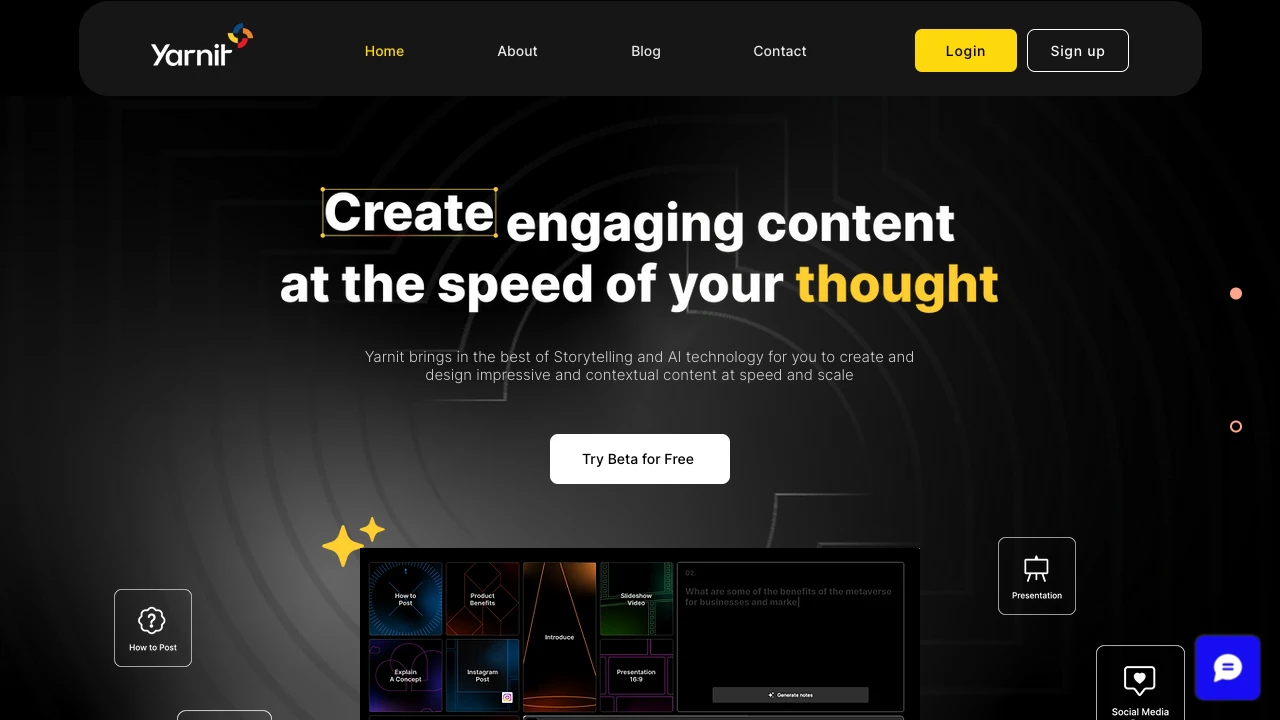 Yarnit
Home
About
Blog
Contact
Login
Sign up
Create engaging content
at the speed of your thought
Yarnit brings in the best of Storytelling and AI technology for you to create and
design impressive and contextual content at speed and scale
Try Beta for Free
How to
Post
Product
Benefits
Introduce
Slideshow
Video
02.
What are some of the benefits of the metaverse
for businesses and marke
Explain
A Concept
Instagram
Post
Presentation
16:9
Generate notes
How to Post
Presentation
Social Media